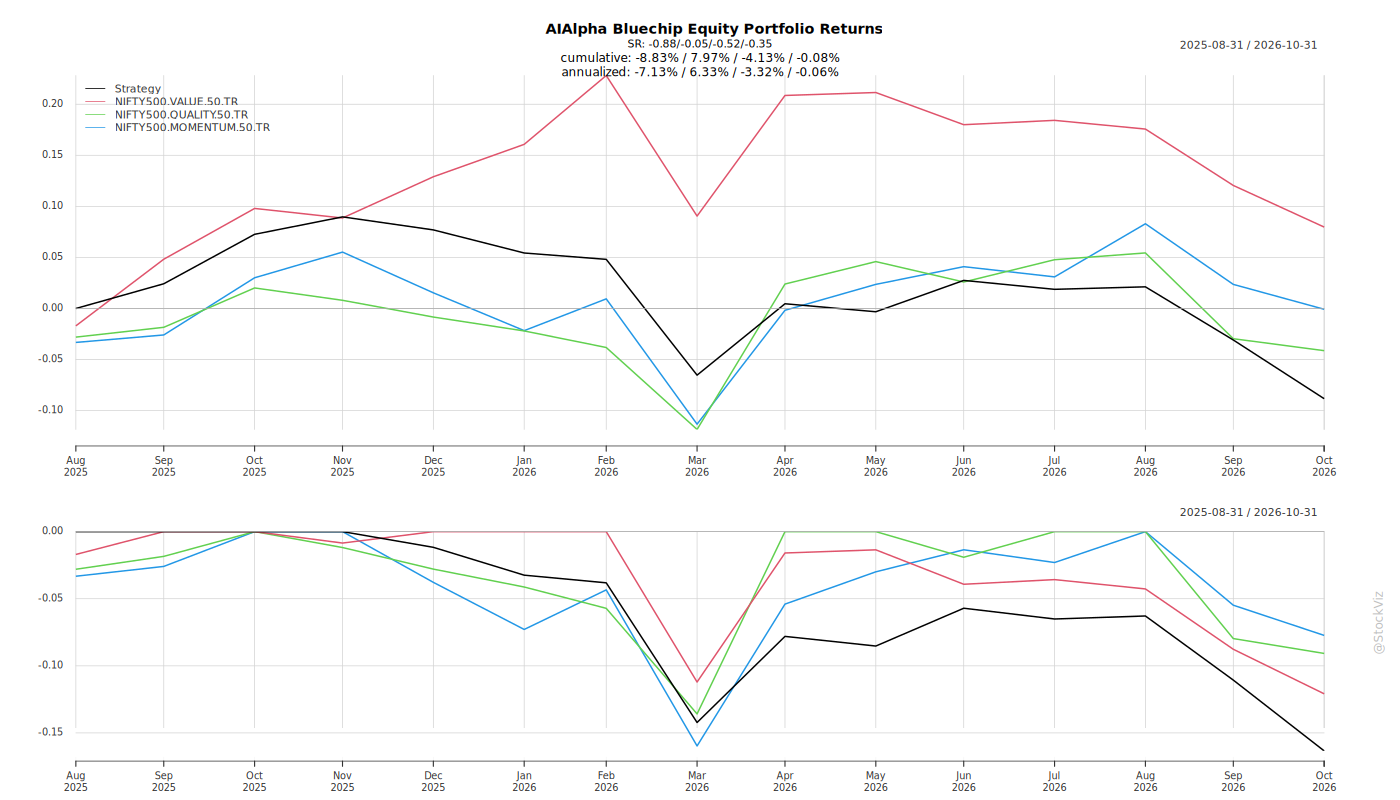 AIAlpha Bluechip Equity Portfolio Returns
SR: -0.88/-0.05/-0.52/-0.35
cumulative: -8.83% / 7.97% / -4.13% / -0.08%
annualized: -7.13% / 6.33% / -3.32% / -0.06%
2025-08-31 / 2026-10-31
Strategy
NIFTY500.VALUE.50.TR
NIFTY500.QUALITY.50.TR
NIFTY500.MOMENTUM.50.TR
0.20
0.15
0.10
0.05
0.00
-0.05
-0.10
Aug Sep Oct Nov Dec Jan Feb Mar Apr May Jun Jul Aug Sep Oct
2025 2025 2025 2025 2025 2026 2026 2026 2026 2026 2026 2026 2026 2026 2026
2025-08-31 / 2026-10-31
0.00
-0.05
-0.10
-0.15
Aug Sep Oct Nov Dec Jan Feb Mar Apr May Jun Jul Aug Sep Oct
2025 2025 2025 2025 2025 2026 2026 2026 2026 2026 2026 2026 2026 2026 2026
@StockViz